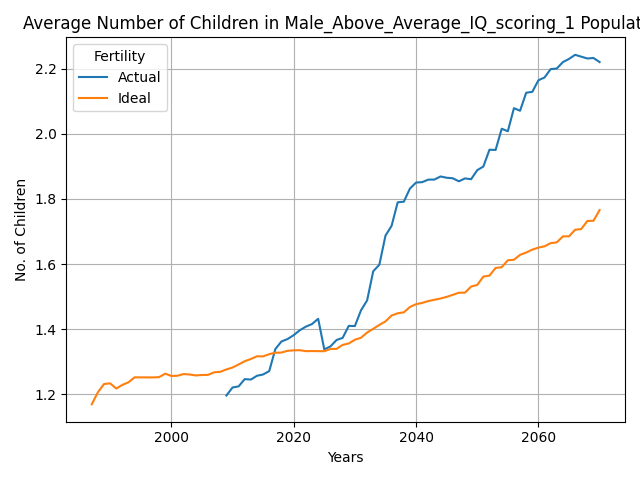 Average Number of Children in Male_Above_Average_IQ_scoring_1 Populat
Fertility
Actual
Ideal
2.2
2.0
1.8
1.6
1.4
1.2
No. of Children
2000 2020 2040 2060
Years